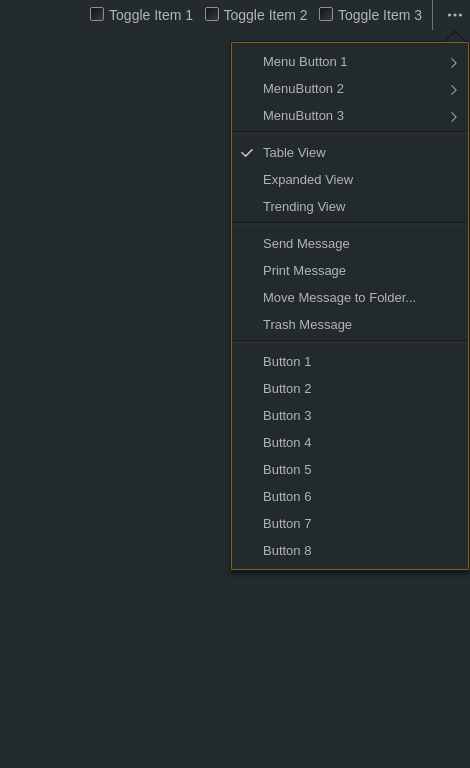 Toggle Item 1 Toggle Item 2 Toggle Item 3
Menu Button 1
MenuButton 2
MenuButton 3
Table View
Expanded View
Trending View
Send Message
Print Message
Move Message to Folder...
Trash Message
Button 1
Button 2
Button 3
Button 4
Button 5
Button 6
Button 7
Button 8